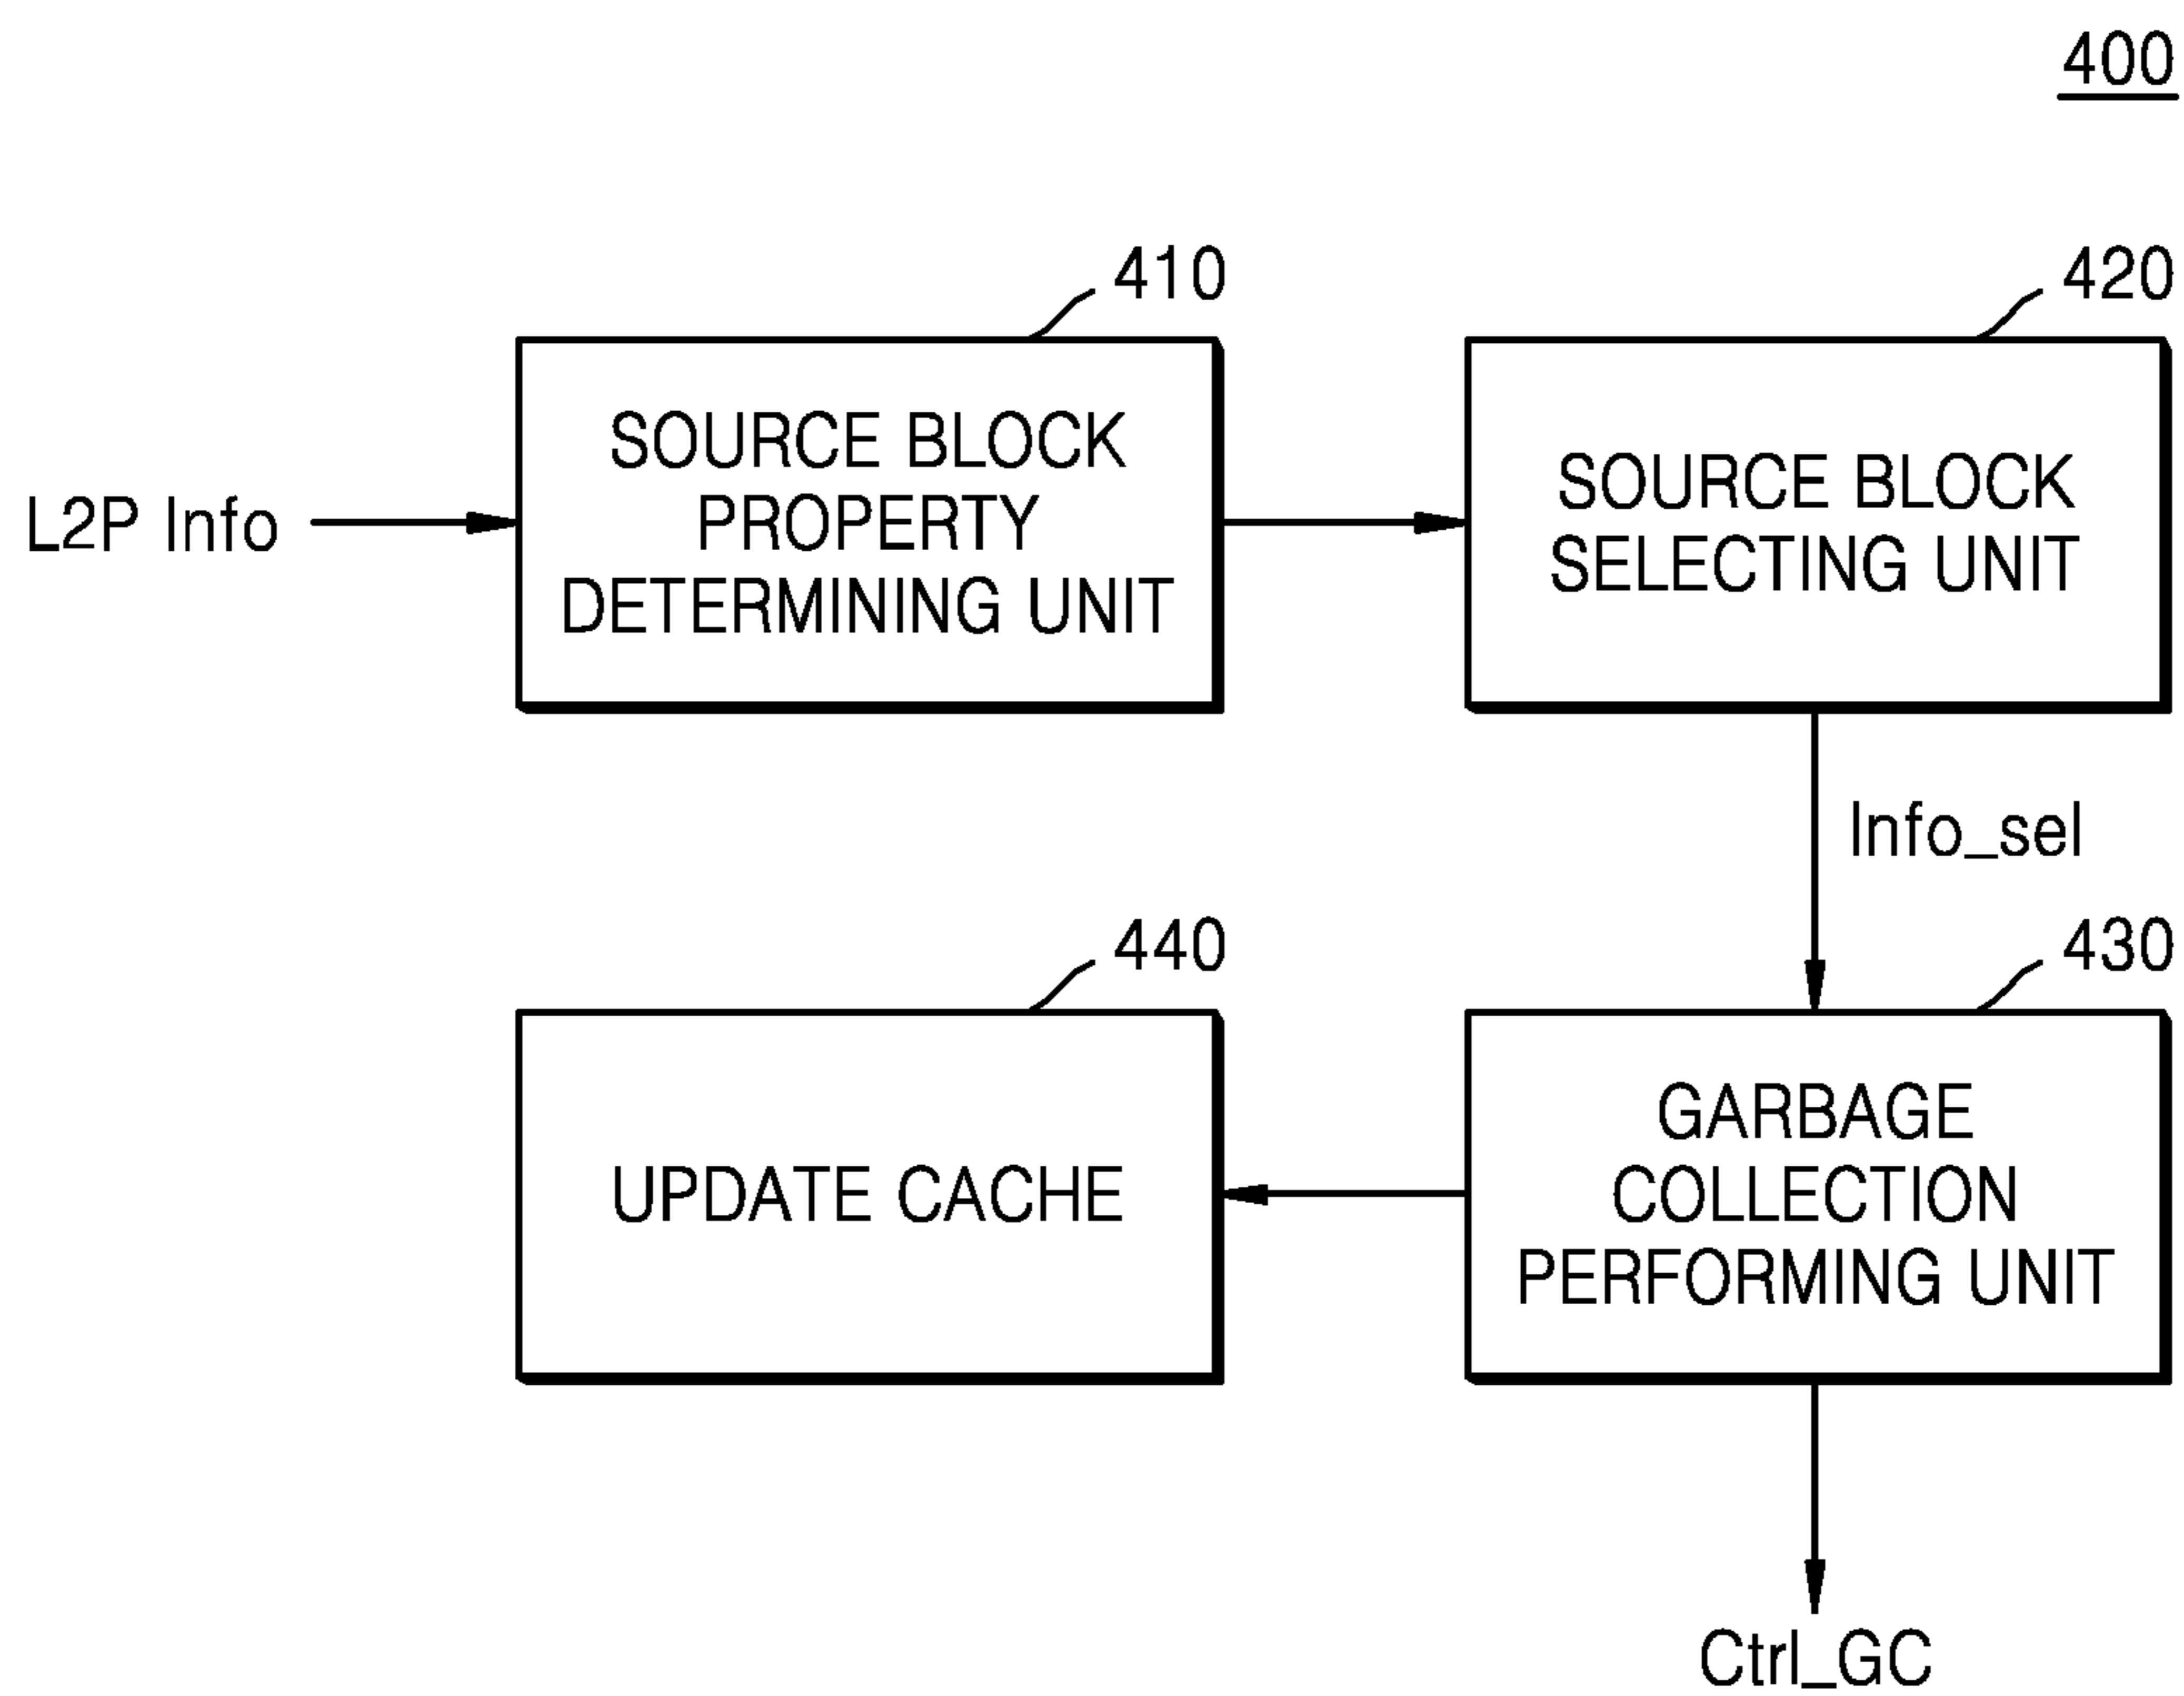 400
410
420
SOURCE BLOCK
PROPERTY
DETERMINING UNIT
SOURCE BLOCK
SELECTING UNIT
L2P Info
Info_sel
440
430
UPDATE CACHE
GARBAGE
COLLECTION
PERFORMING UNIT
Ctrl_GC